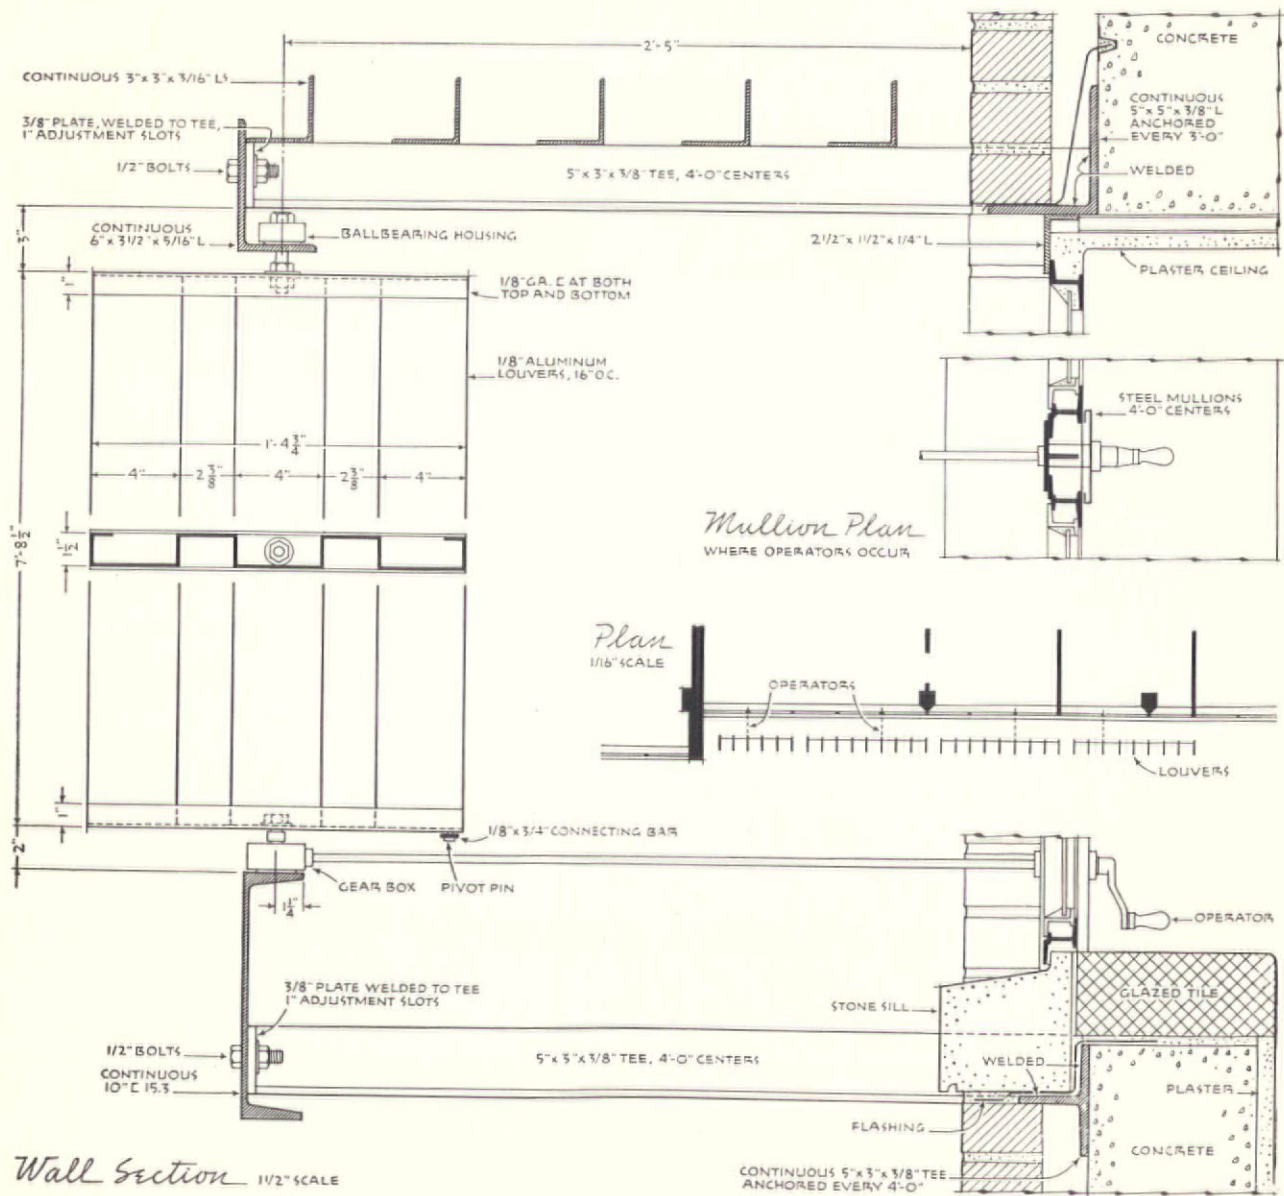 2'-5"
CONTINUOUS 3"x 3"x 3/16" LS
3/8" PLATE, WELDED TO TEE,
1" ADJUSTMENT SLOTS
1/2" BOLTS
5"x 3"x 3/8" TEE, 4'-0" CENTERS
CONCRETE
CONTINUOUS
5"x 5"x 3/8" L
ANCHORED
EVERY 3'-0"
WELDED
CONTINUOUS
6"x 3 1/2"x 5/16" L
BALLBEARING HOUSING
2 1/2"x 1 1/2"x 1/4" L
PLASTER CEILING
3"
1"
1/8" GA. [ AT BOTH
TOP AND BOTTOM
1/8" ALUMINUM
LOUVERS, 16" O.C.
1'-4 3/4"
4" 2 3/8" 4" 2 3/8" 4"
STEEL MULLIONS
4'-0" CENTERS
Mullion Plan
WHERE OPERATORS OCCUR
7'-8 1/2"
1 1/2"
Plan
1/16" SCALE
OPERATORS
LOUVERS
1"
2"
1/8"x 3/4" CONNECTING BAR
GEAR BOX
PIVOT PIN
1 1/4"
OPERATOR
3/8" PLATE WELDED TO TEE
1" ADJUSTMENT SLOTS
STONE SILL
GLAZED TILE
1/2" BOLTS
CONTINUOUS
10" [ 15.3
5"x 3"x 3/8" TEE, 4'-0" CENTERS
WELDED
PLASTER
FLASHING
CONCRETE
CONTINUOUS 5"x 3"x 3/8" TEE
ANCHORED EVERY 4'-0"
Wall Section 1 1/2" SCALE